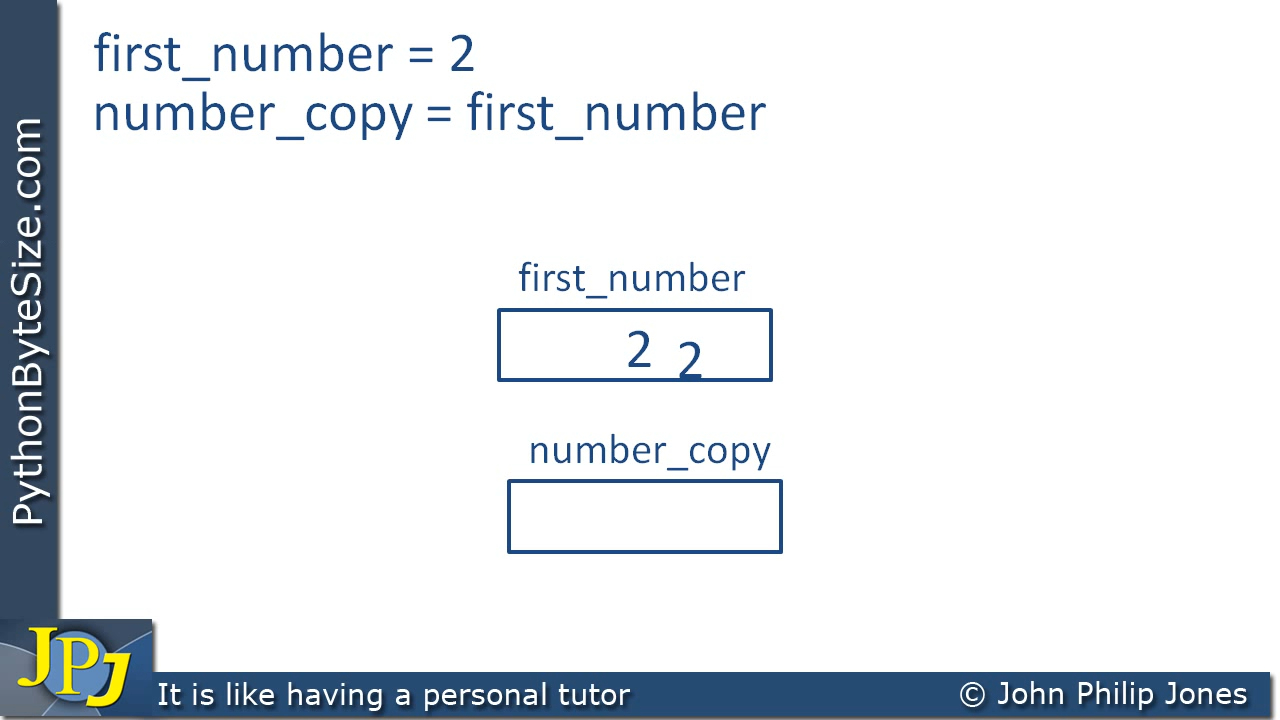 first_number = 2
number_copy = first_number
first_number
2 2
number_copy
PythonByteSize.com
JPJ
It is like having a personal tutor
© John Philip Jones